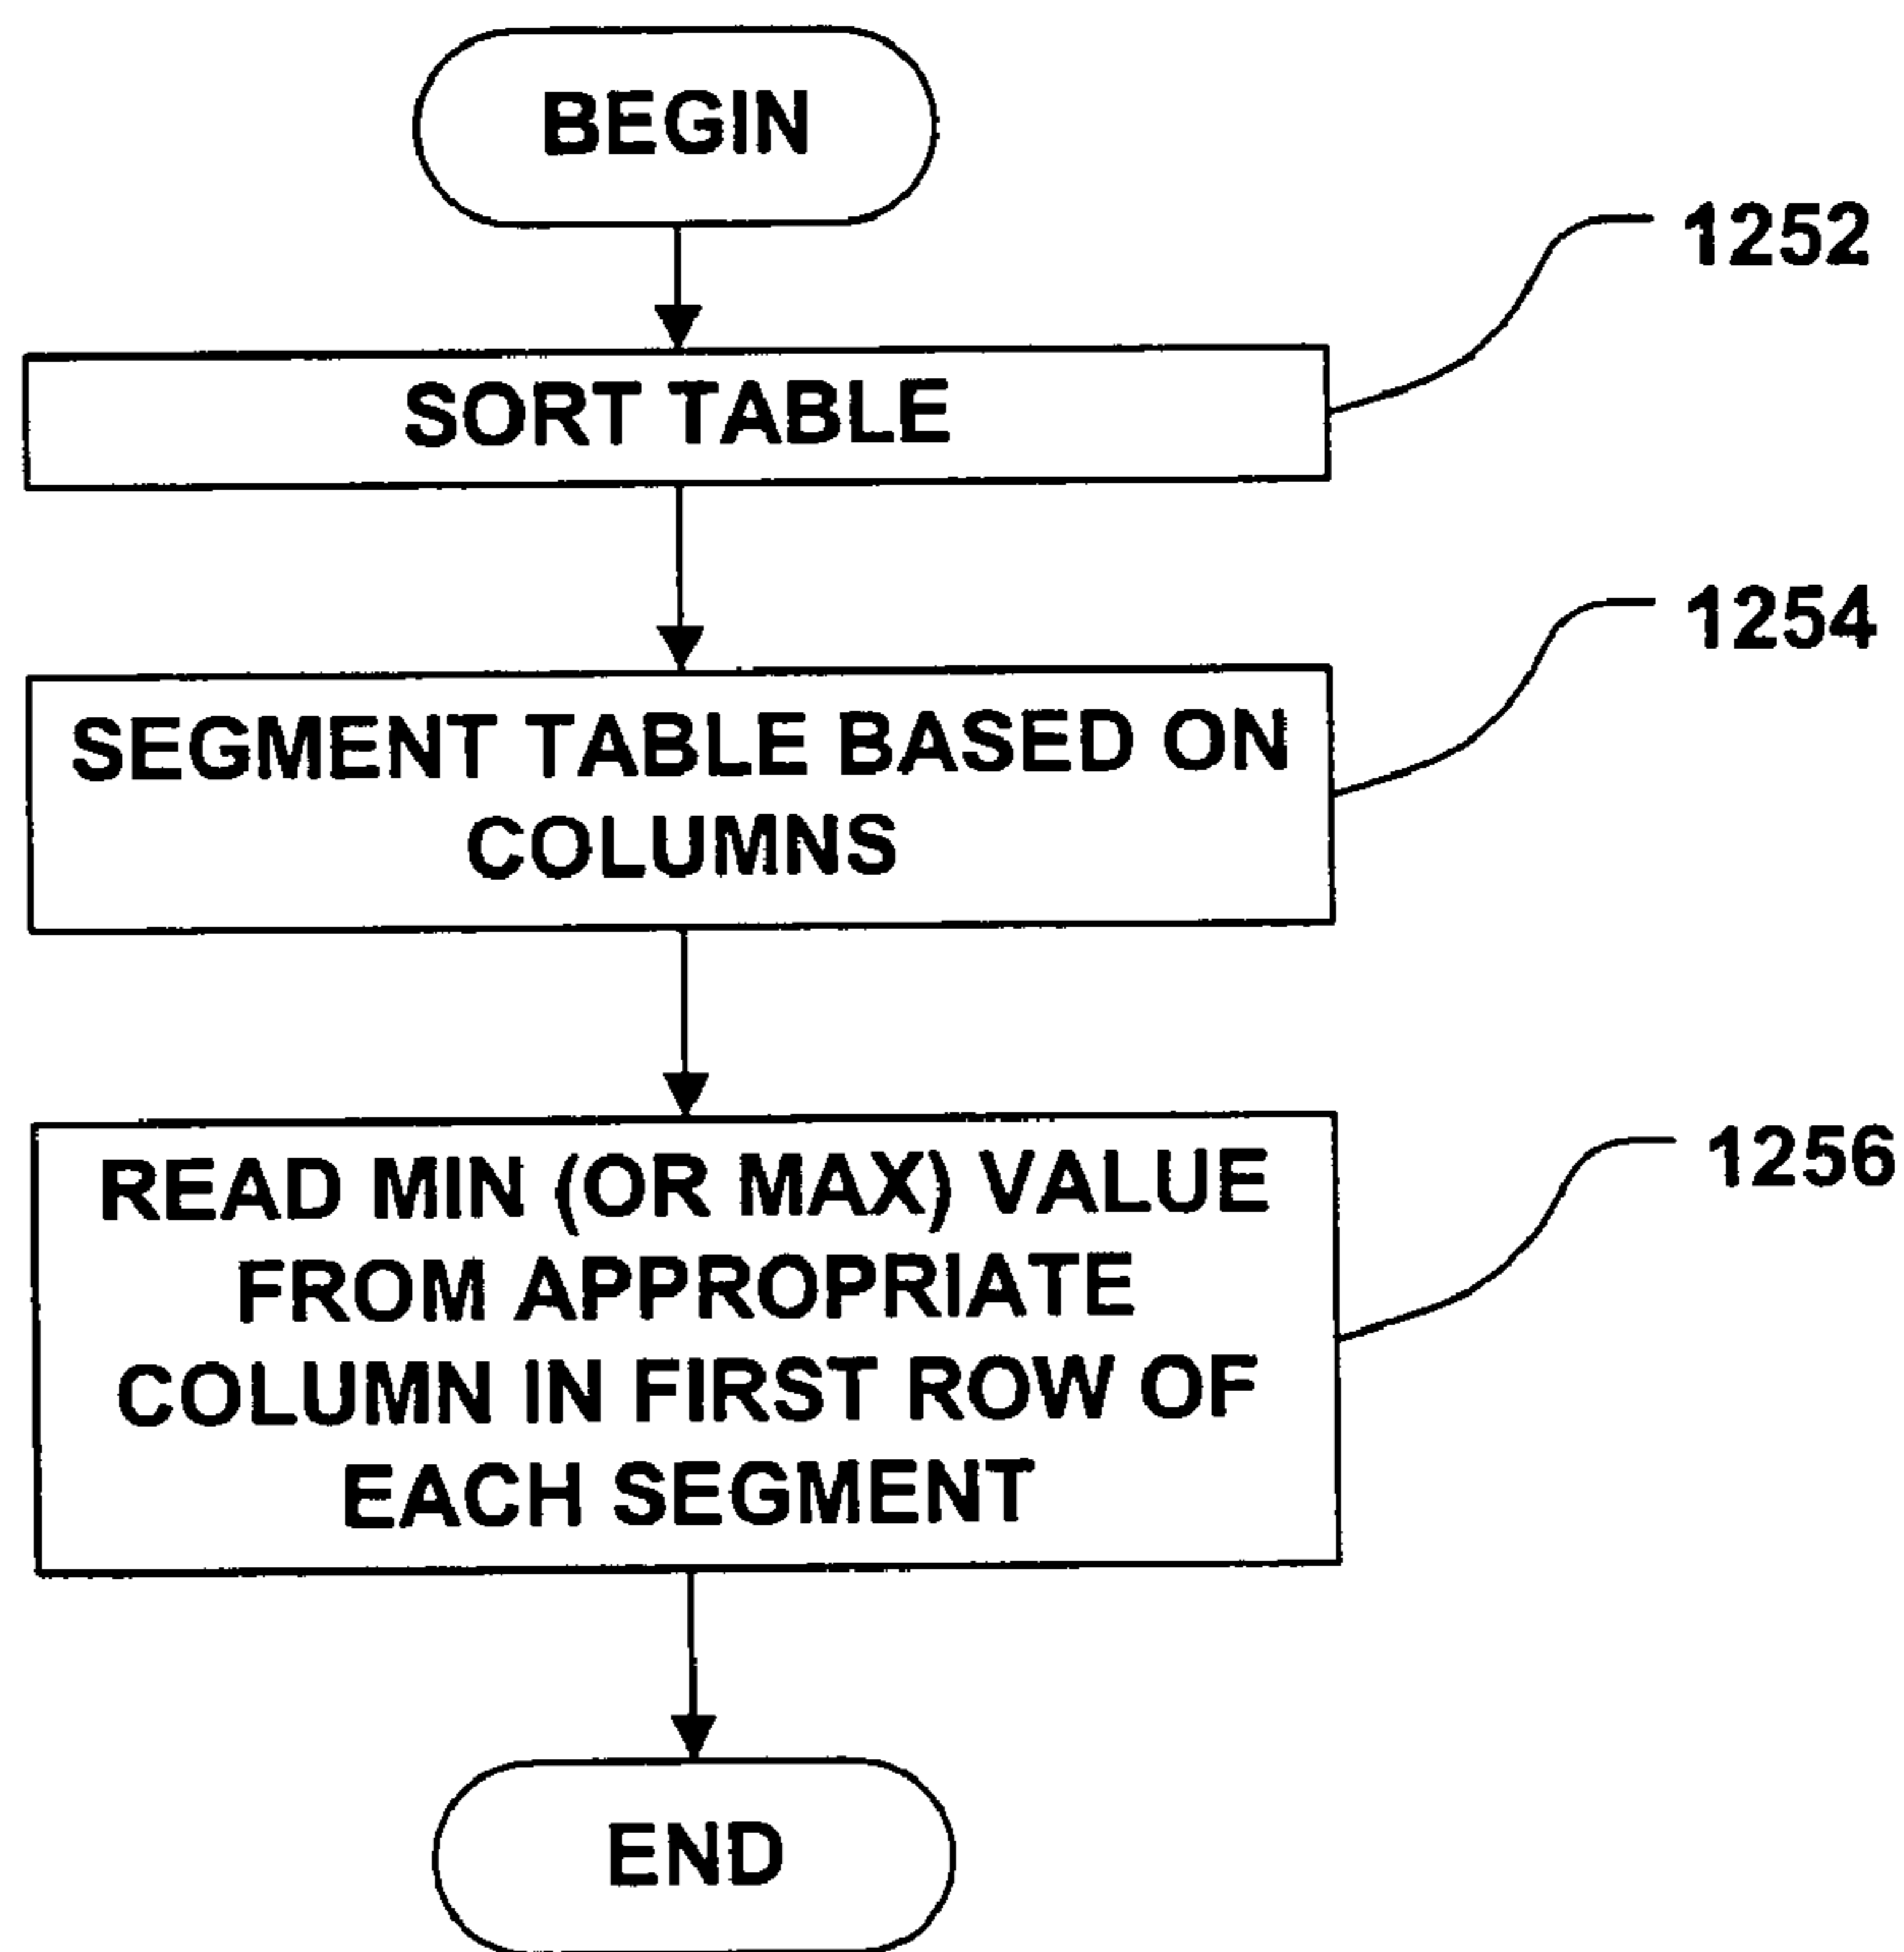 BEGIN
1252
SORT TABLE
1254
SEGMENT TABLE BASED ON
COLUMNS
1256
READ MIN (OR MAX) VALUE
FROM APPROPRIATE
COLUMN IN FIRST ROW OF
EACH SEGMENT
END